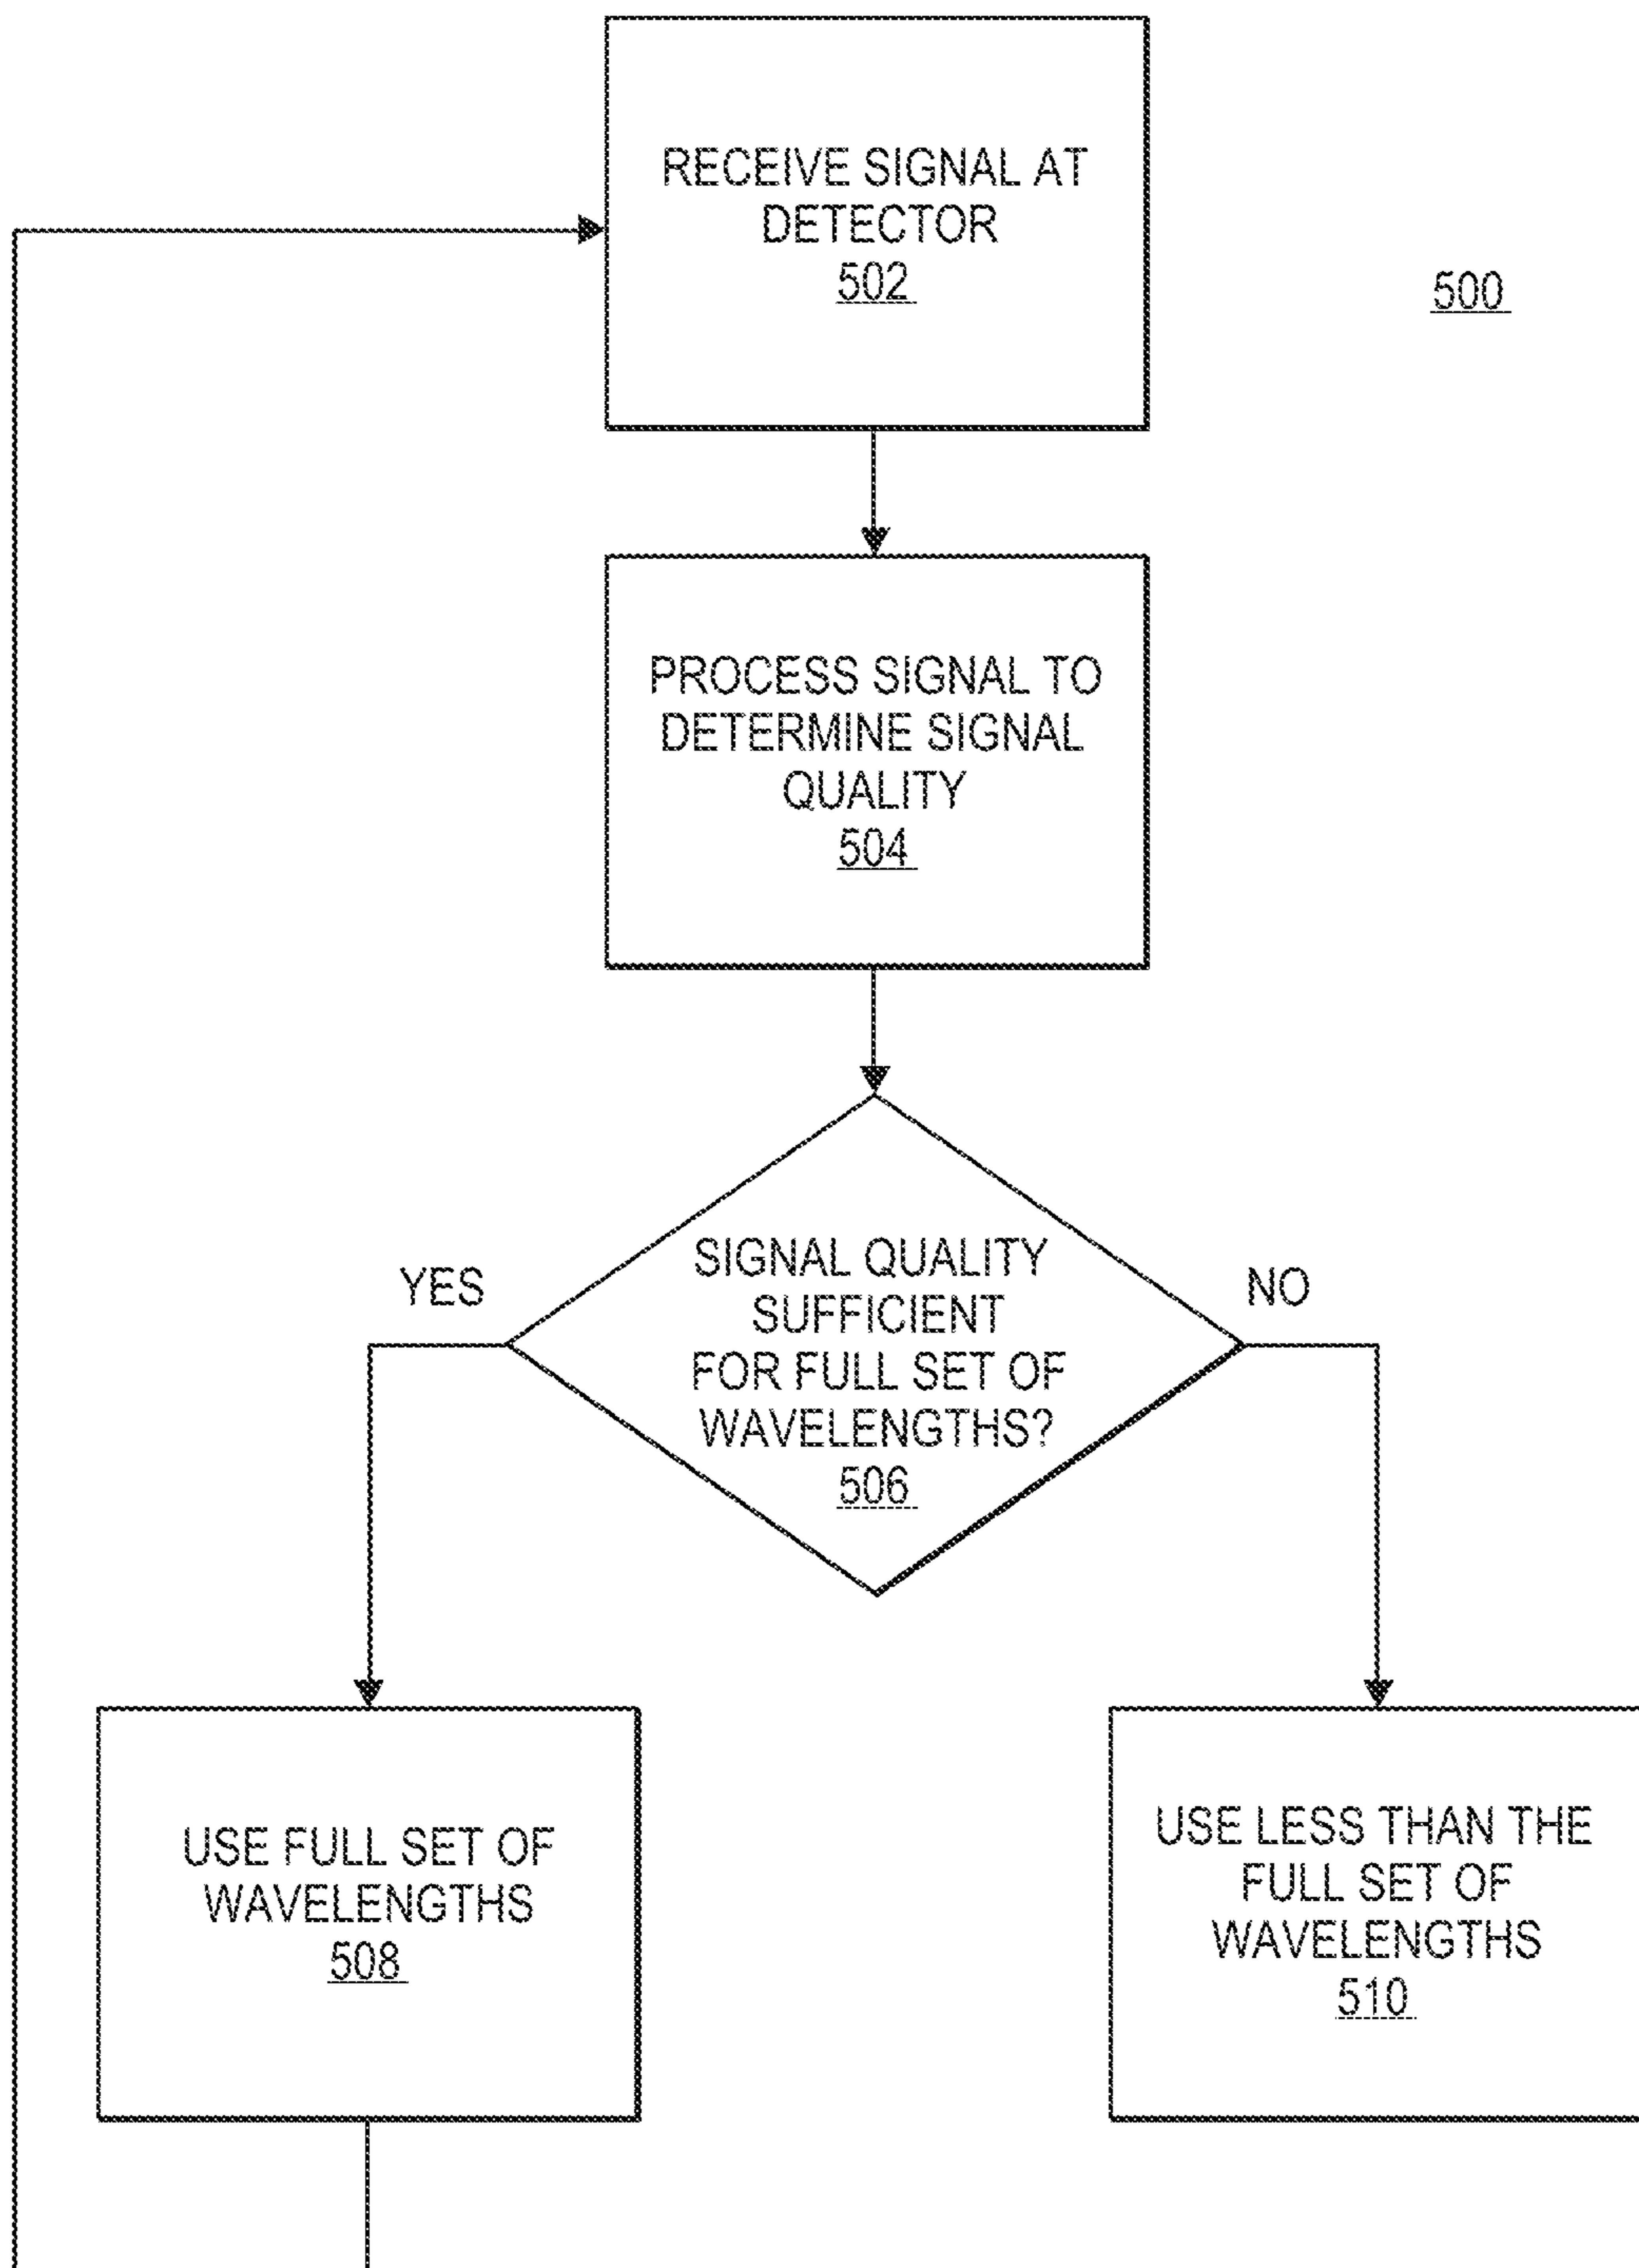 RECEIVE SIGNAL AT
DETECTOR
502
500
PROCESS SIGNAL TO
DETERMINE SIGNAL
QUALITY
504
YES
SIGNAL QUALITY
SUFFICIENT
FOR FULL SET OF
WAVELENGTHS?
506
NO
USE FULL SET OF
WAVELENGTHS
508
USE LESS THAN THE
FULL SET OF
WAVELENGTHS
510